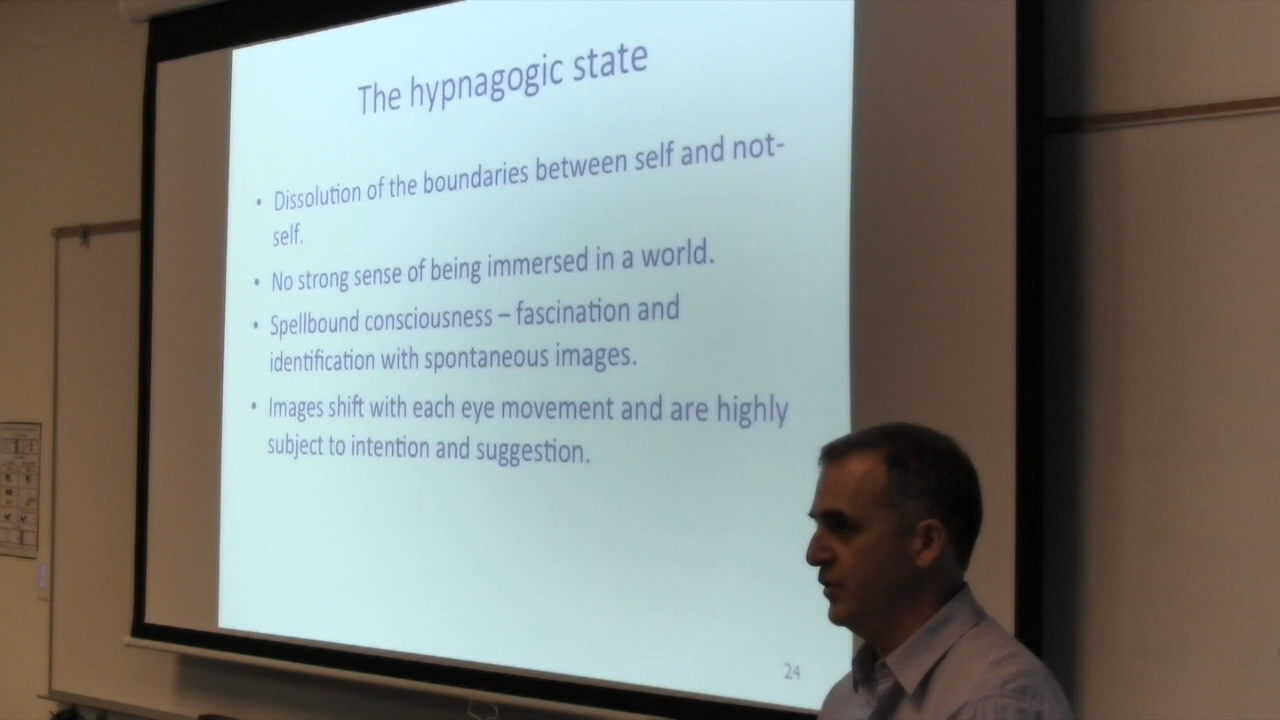 The hypnagogic state
• Dissolution of the boundaries between self and not-
self.
• No strong sense of being immersed in a world.
• Spellbound consciousness – fascination and
identification with spontaneous images.
• Images shift with each eye movement and are highly
subject to intention and suggestion.
24